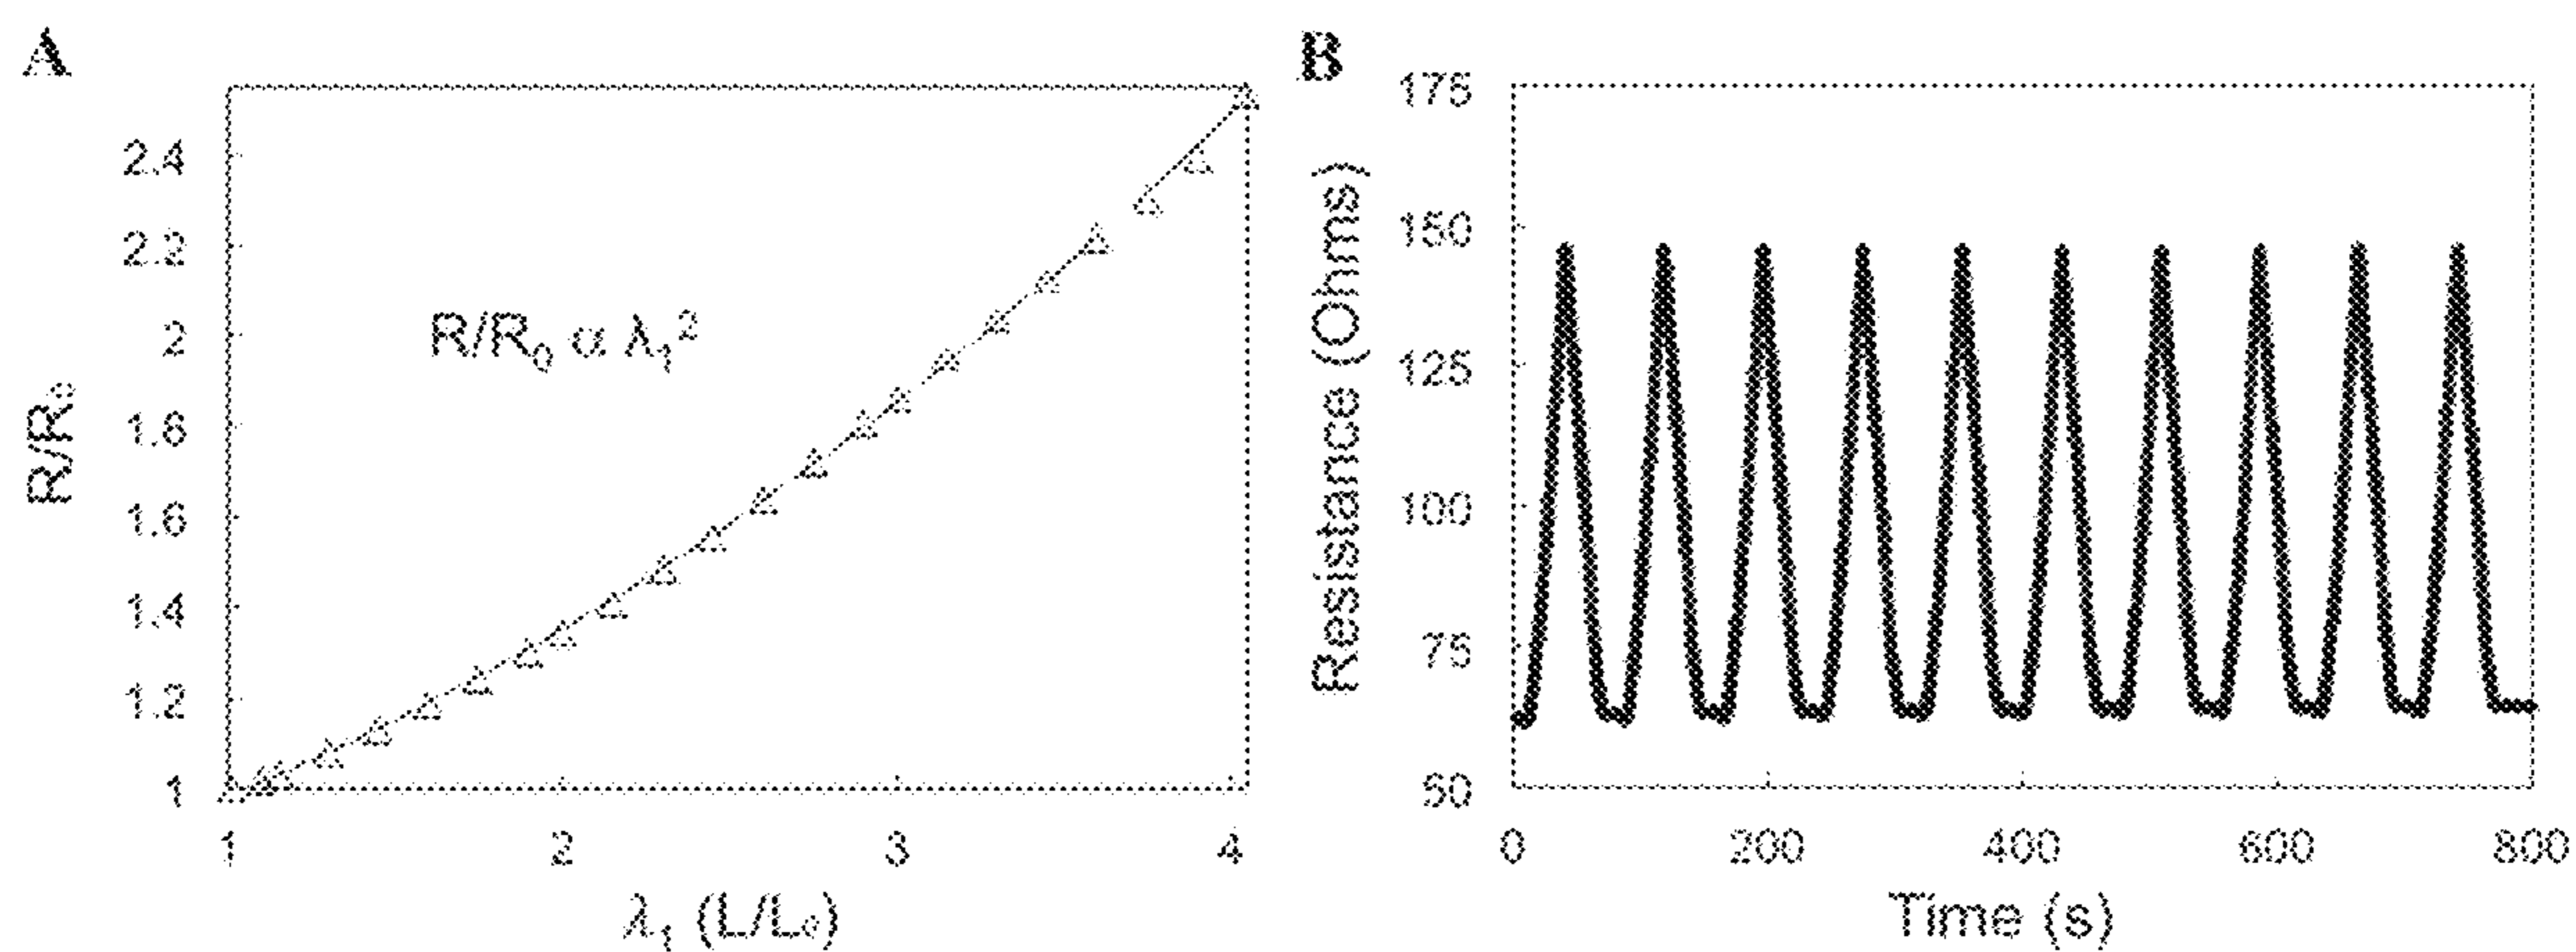 A
R/R₀
2.4
2.2
2
1.8
1.6
1.4
1.2
1
R/R₀ α λ₁²
1 2 3 4
λ₁ (L/L₀)
B
Resistance (Ohms)
175
150
125
100
75
50
0 200 400 600 800
Time (s)